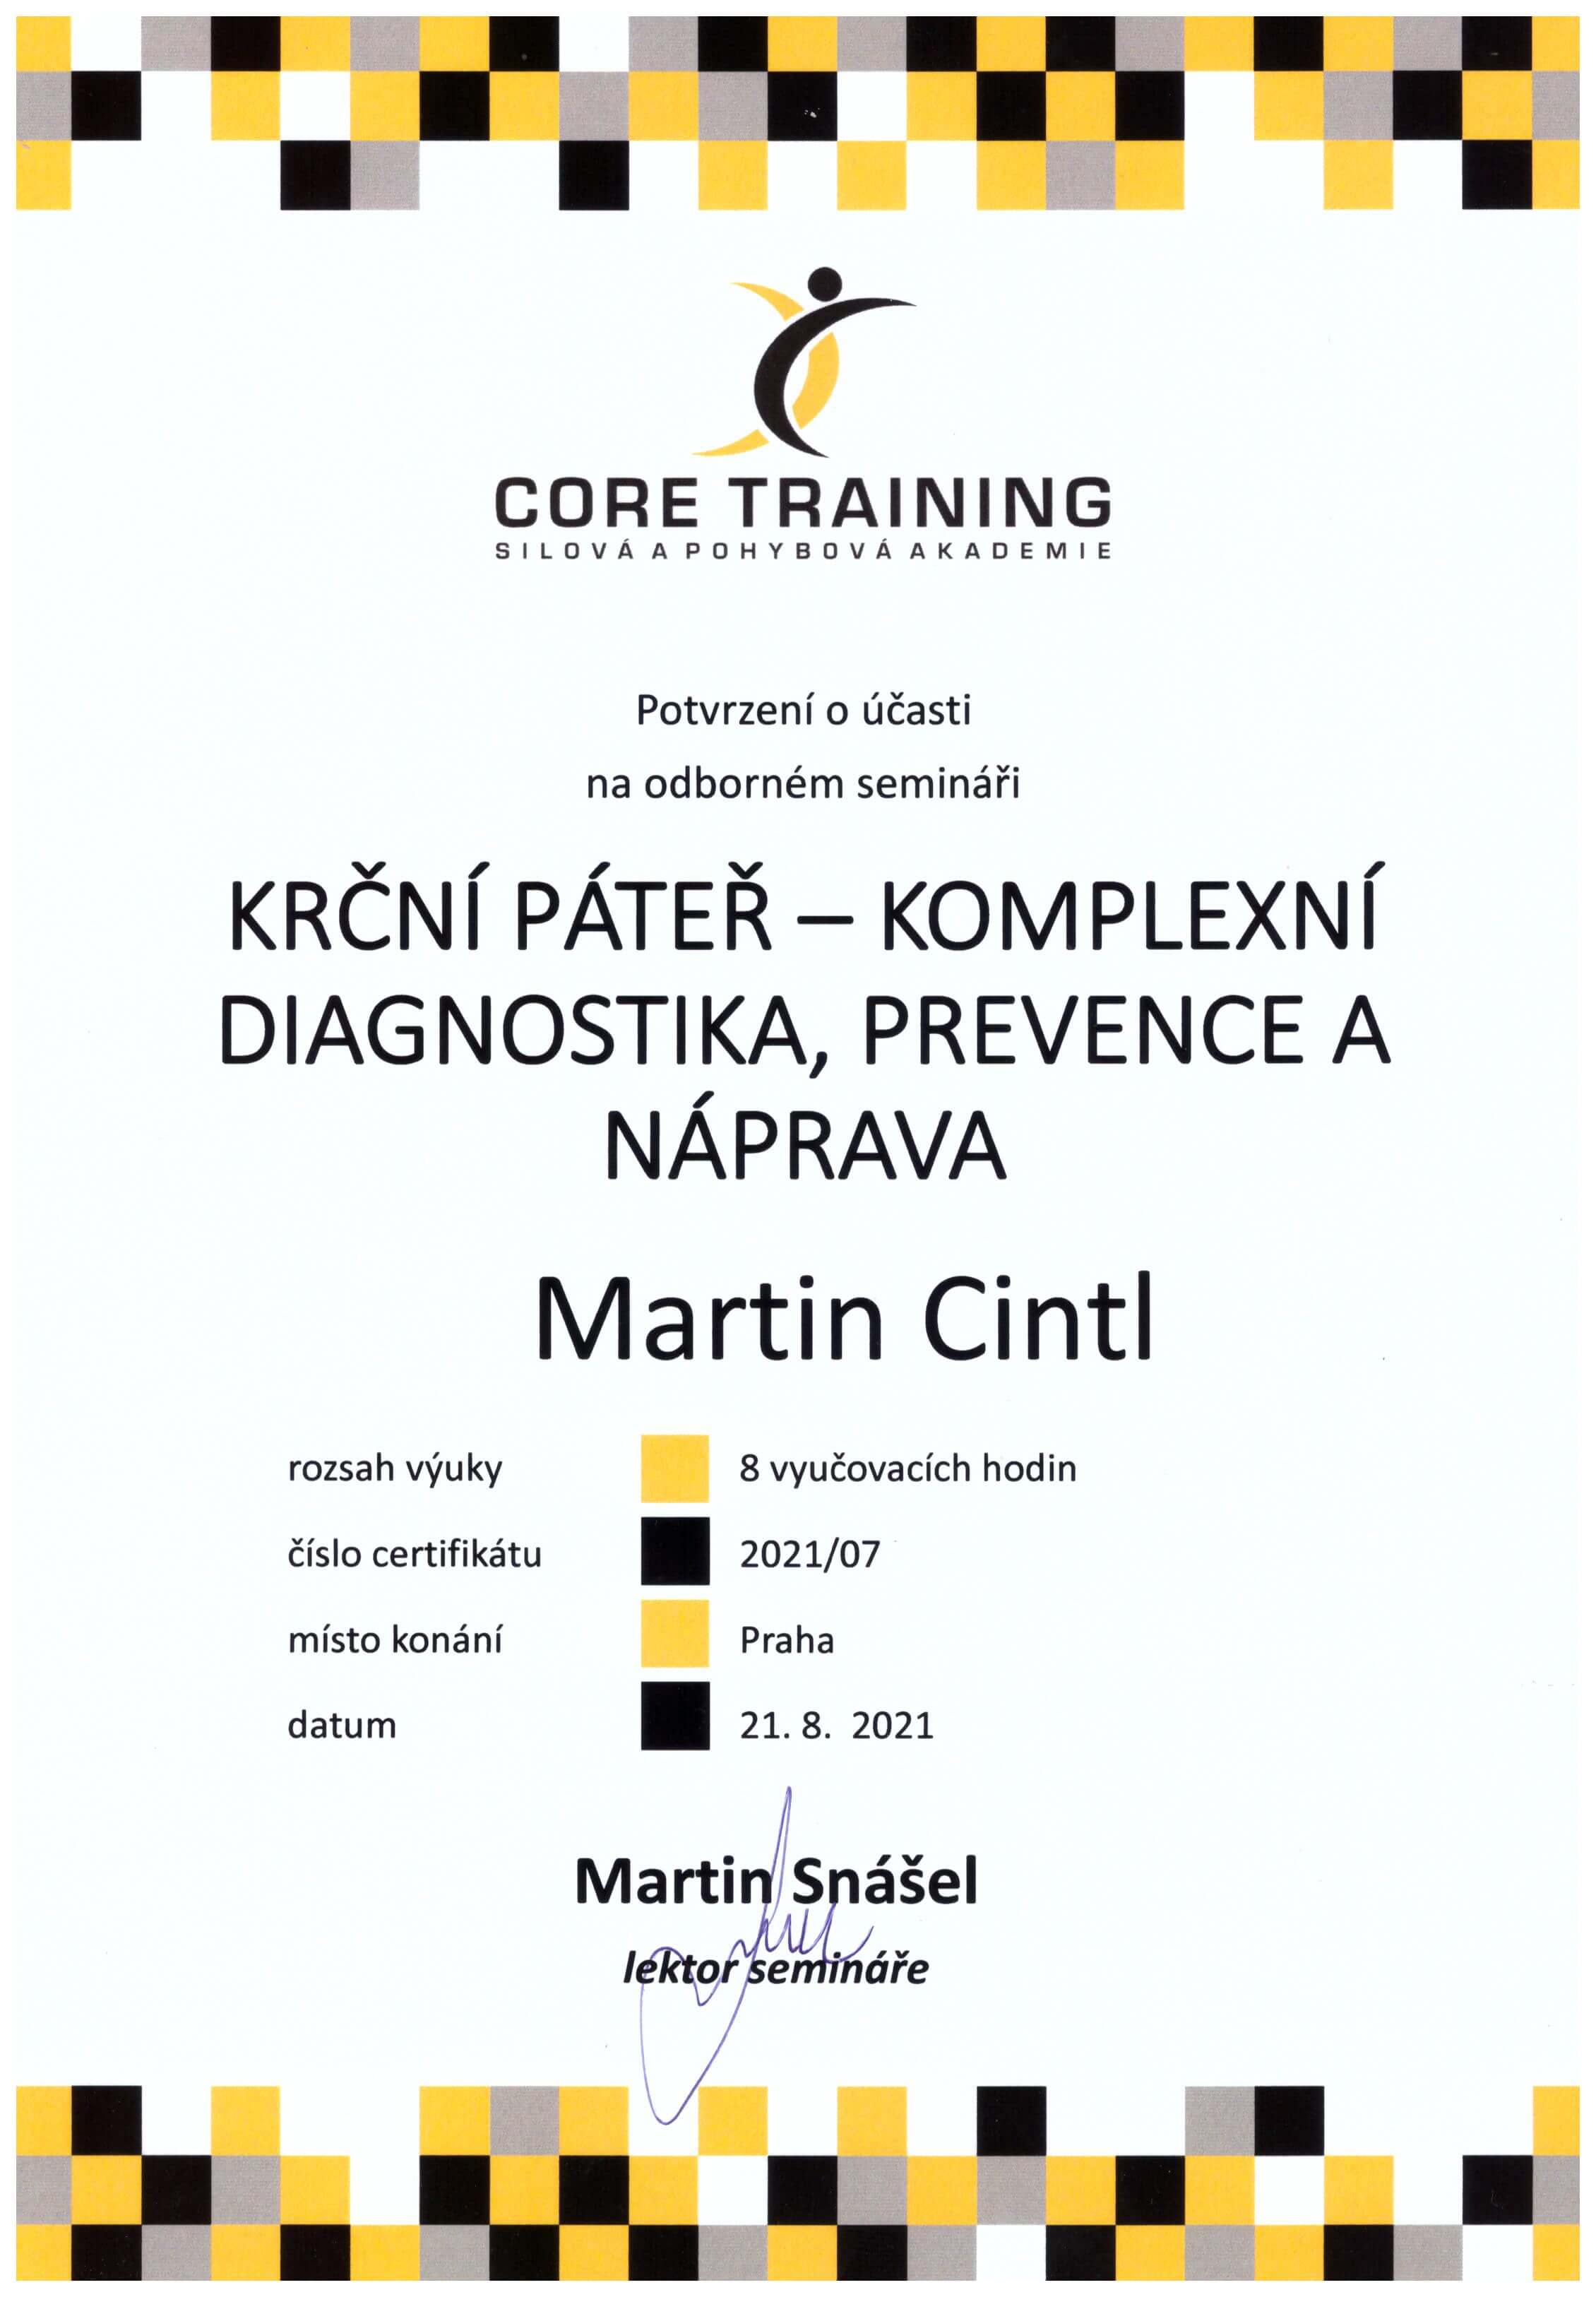 CORE TRAINING
SILOVÁ A POHYBOVÁ AKADEMIE
Potvrzení o účasti
na odborném semináři
KRČNÍ PÁTEŘ – KOMPLEXNÍ
DIAGNOSTIKA, PREVENCE A
NÁPRAVA
Martin Cintl
rozsah výuky 8 vyučovacích hodin
číslo certifikátu 2021/07
místo konání Praha
datum 21. 8. 2021
Martin Snášel
lektor semináře